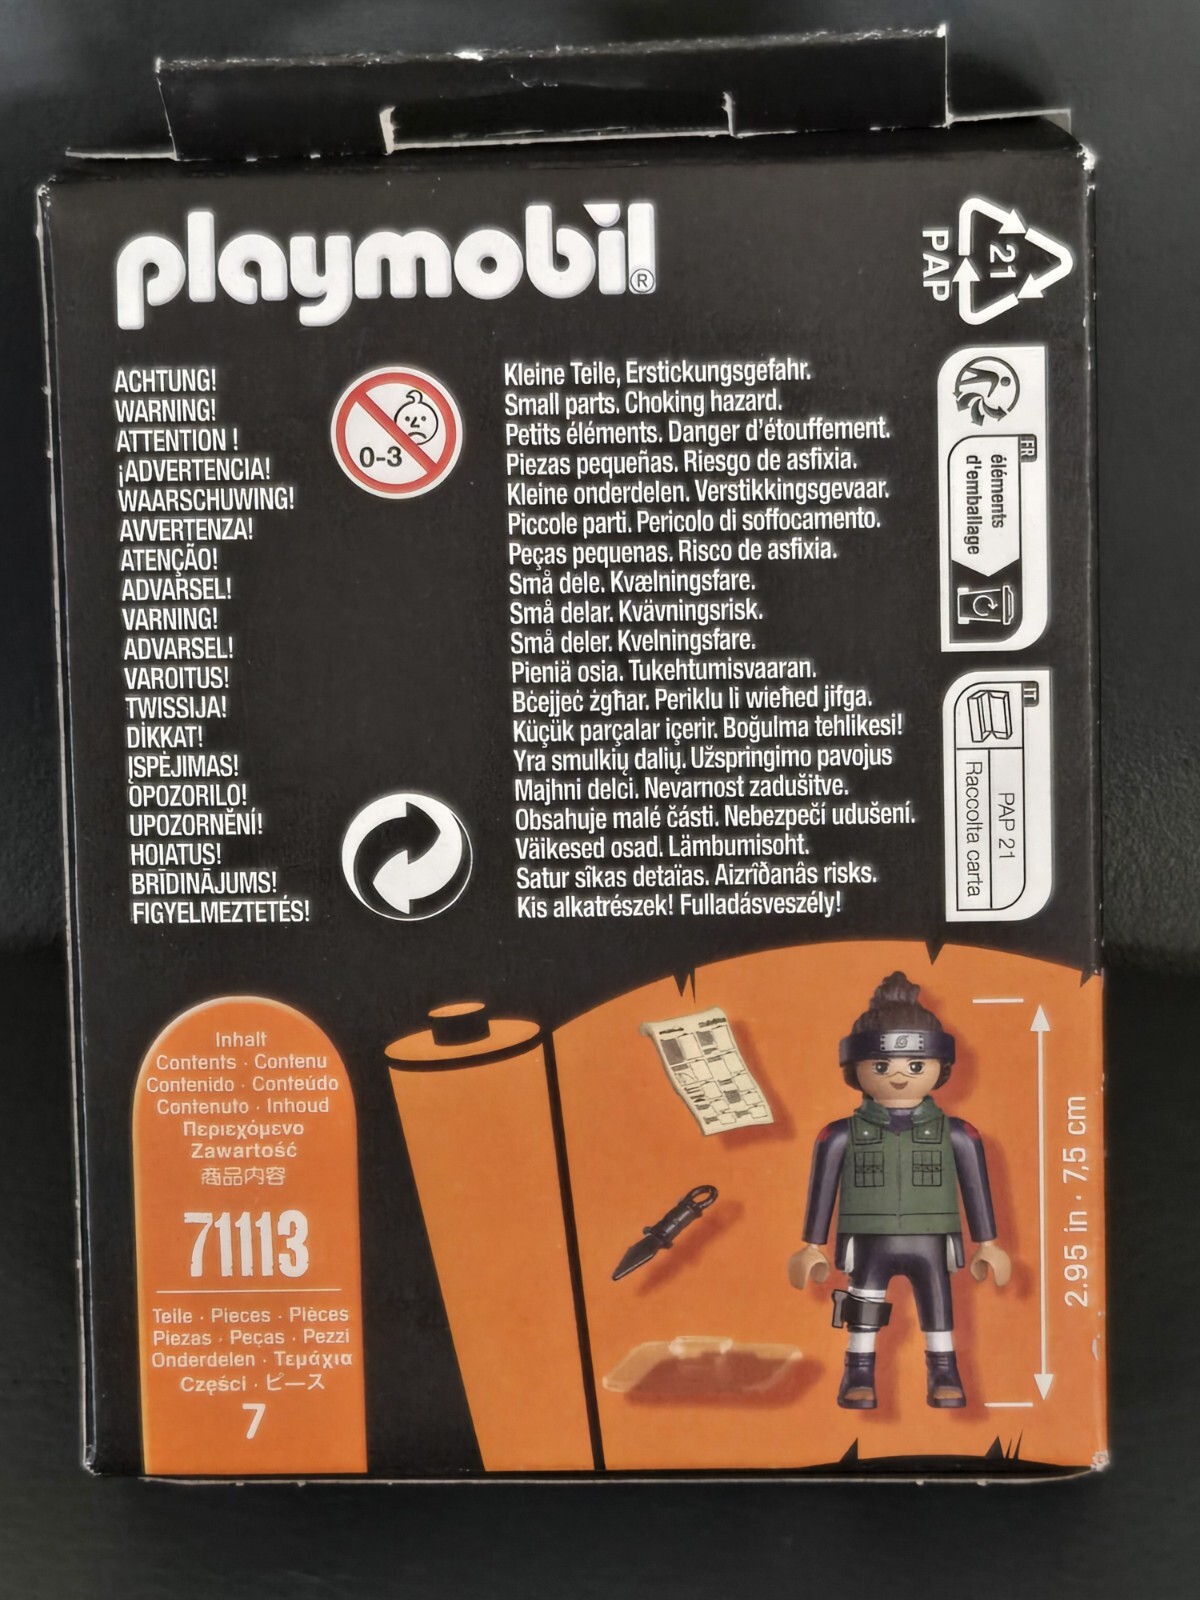 playmobil®
ACHTUNG!
WARNING!
ATTENTION !
¡ADVERTENCIA!
WAARSCHUWING!
AVVERTENZA!
ATENÇÃO!
ADVARSEL!
VARNING!
ADVARSEL!
VAROITUS!
TWISSIJA!
DİKKAT!
ĮSPĖJIMAS!
OPOZORILO!
UPOZORNĚNÍ!
HOIATUS!
BRĪDINĀJUMS!
FIGYELMEZTETÉS!
0-3
Kleine Teile, Erstickungsgefahr.
Small parts. Choking hazard.
Petits éléments. Danger d'étouffement.
Piezas pequeñas. Riesgo de asfixia.
Kleine onderdelen. Verstikkingsgevaar.
Piccole parti. Pericolo di soffocamento.
Peças pequenas. Risco de asfixia.
Små dele. Kvælningsfare.
Små delar. Kvävningsrisk.
Små deler. Kvelningsfare.
Pieniä osia. Tukehtumisvaaran.
Bċejjeċ żgħar. Periklu li wieħed jifga.
Küçük parçalar içerir. Boğulma tehlikesi!
Yra smulkių dalių. Užspringimo pavojus
Majhni delci. Nevarnost zadušitve.
Obsahuje malé části. Nebezpečí udušení.
Väikesed osad. Lämbumisoht.
Satur sîkas detaïas. Aizrîðanâs risks.
Kis alkatrészek! Fulladásveszély!
21
PAP
FR
éléments
d'emballage
IT
PAP 21
Raccolta carta
Inhalt
Contents · Contenu
Contenido · Conteúdo
Contenuto · Inhoud
Περιεχόμενο
Zawartość
商品内容
71113
Teile · Pieces · Pièces
Piezas · Peças · Pezzi
Onderdelen · Τεμάχια
Części · ピース
7
2.95 in · 7,5 cm